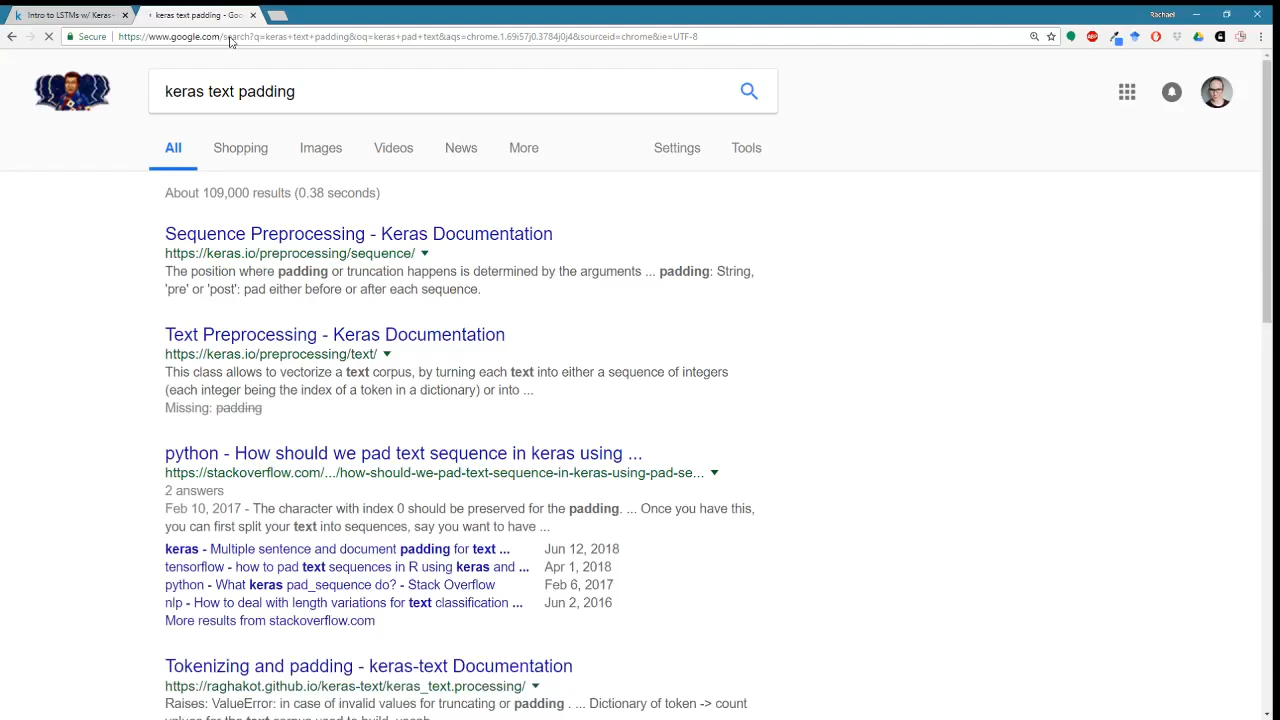 Intro to LSTMs w/ Keras-
keras text padding - Goo
Rachael
Secure
https://www.google.com/search?q=keras+text+padding&oq=keras+pad+text&aqs=chrome.1.69i57j0.3784j0j4&sourceid=chrome&ie=UTF-8
keras text padding
All Shopping Images Videos News More Settings Tools
About 109,000 results (0.38 seconds)
Sequence Preprocessing - Keras Documentation
https://keras.io/preprocessing/sequence/
The position where padding or truncation happens is determined by the arguments ... padding: String,
'pre' or 'post': pad either before or after each sequence.
Text Preprocessing - Keras Documentation
https://keras.io/preprocessing/text/
This class allows to vectorize a text corpus, by turning each text into either a sequence of integers
(each integer being the index of a token in a dictionary) or into ...
Missing: padding
python - How should we pad text sequence in keras using ...
https://stackoverflow.com/.../how-should-we-pad-text-sequence-in-keras-using-pad-se...
2 answers
Feb 10, 2017 - The character with index 0 should be preserved for the padding. ... Once you have this,
you can first split your text into sequences, say you want to have ...
keras - Multiple sentence and document padding for text ... Jun 12, 2018
tensorflow - how to pad text sequences in R using keras and ... Apr 1, 2018
python - What keras pad_sequence do? - Stack Overflow Feb 6, 2017
nlp - How to deal with length variations for text classification ... Jun 2, 2016
More results from stackoverflow.com
Tokenizing and padding - keras-text Documentation
https://raghakot.github.io/keras-text/keras_text.processing/
Raises: ValueError: in case of invalid values for truncating or padding . ... Dictionary of token -> count
values for the text corpus used to build_vocab